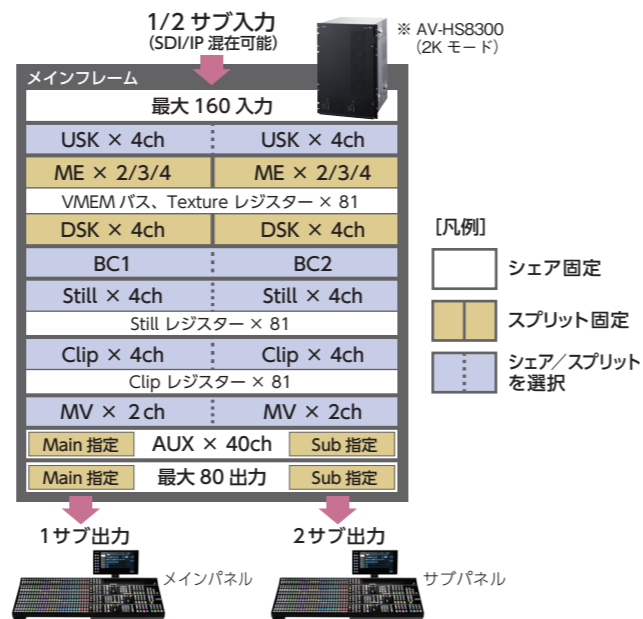 1/2 サブ入力
(SDI/IP 混在可能)
※ AV-HS8300
(2K モード)
メインフレーム
最大 160 入力
USK × 4ch USK × 4ch
ME × 2/3/4 ME × 2/3/4
VMEM バス、Texture レジスター × 81
DSK × 4ch DSK × 4ch
BC1 BC2
Still × 4ch Still × 4ch
Still レジスター × 81
Clip × 4ch Clip × 4ch
Clip レジスター × 81
MV × 2ch MV × 2ch
Main 指定 AUX × 40ch Sub 指定
Main 指定 最大 80 出力 Sub 指定
[凡例]
シェア固定
スプリット固定
シェア／スプリット
を選択
1サブ出力 2サブ出力
メインパネル サブパネル